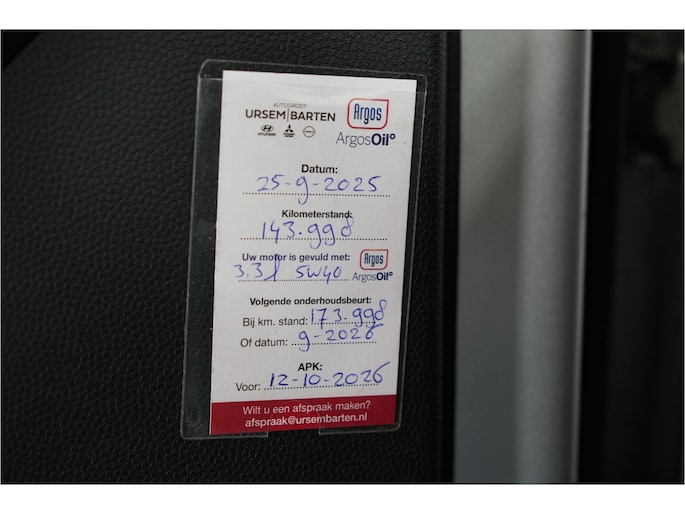 AUTOGROEP
URSEM|BARTEN
HYUNDAI
Argos
ArgosOil°
Datum:
25-9-2025
Kilometerstand:
143.998
Uw motor is gevuld met:
3.3l 5W40
Argos
ArgosOil°
Volgende onderhoudsbeurt:
Bij km. stand: 173.998
Of datum: 9-2026
APK:
Voor: 12-10-2026
Wilt u een afspraak maken?
afspraak@ursembarten.nl